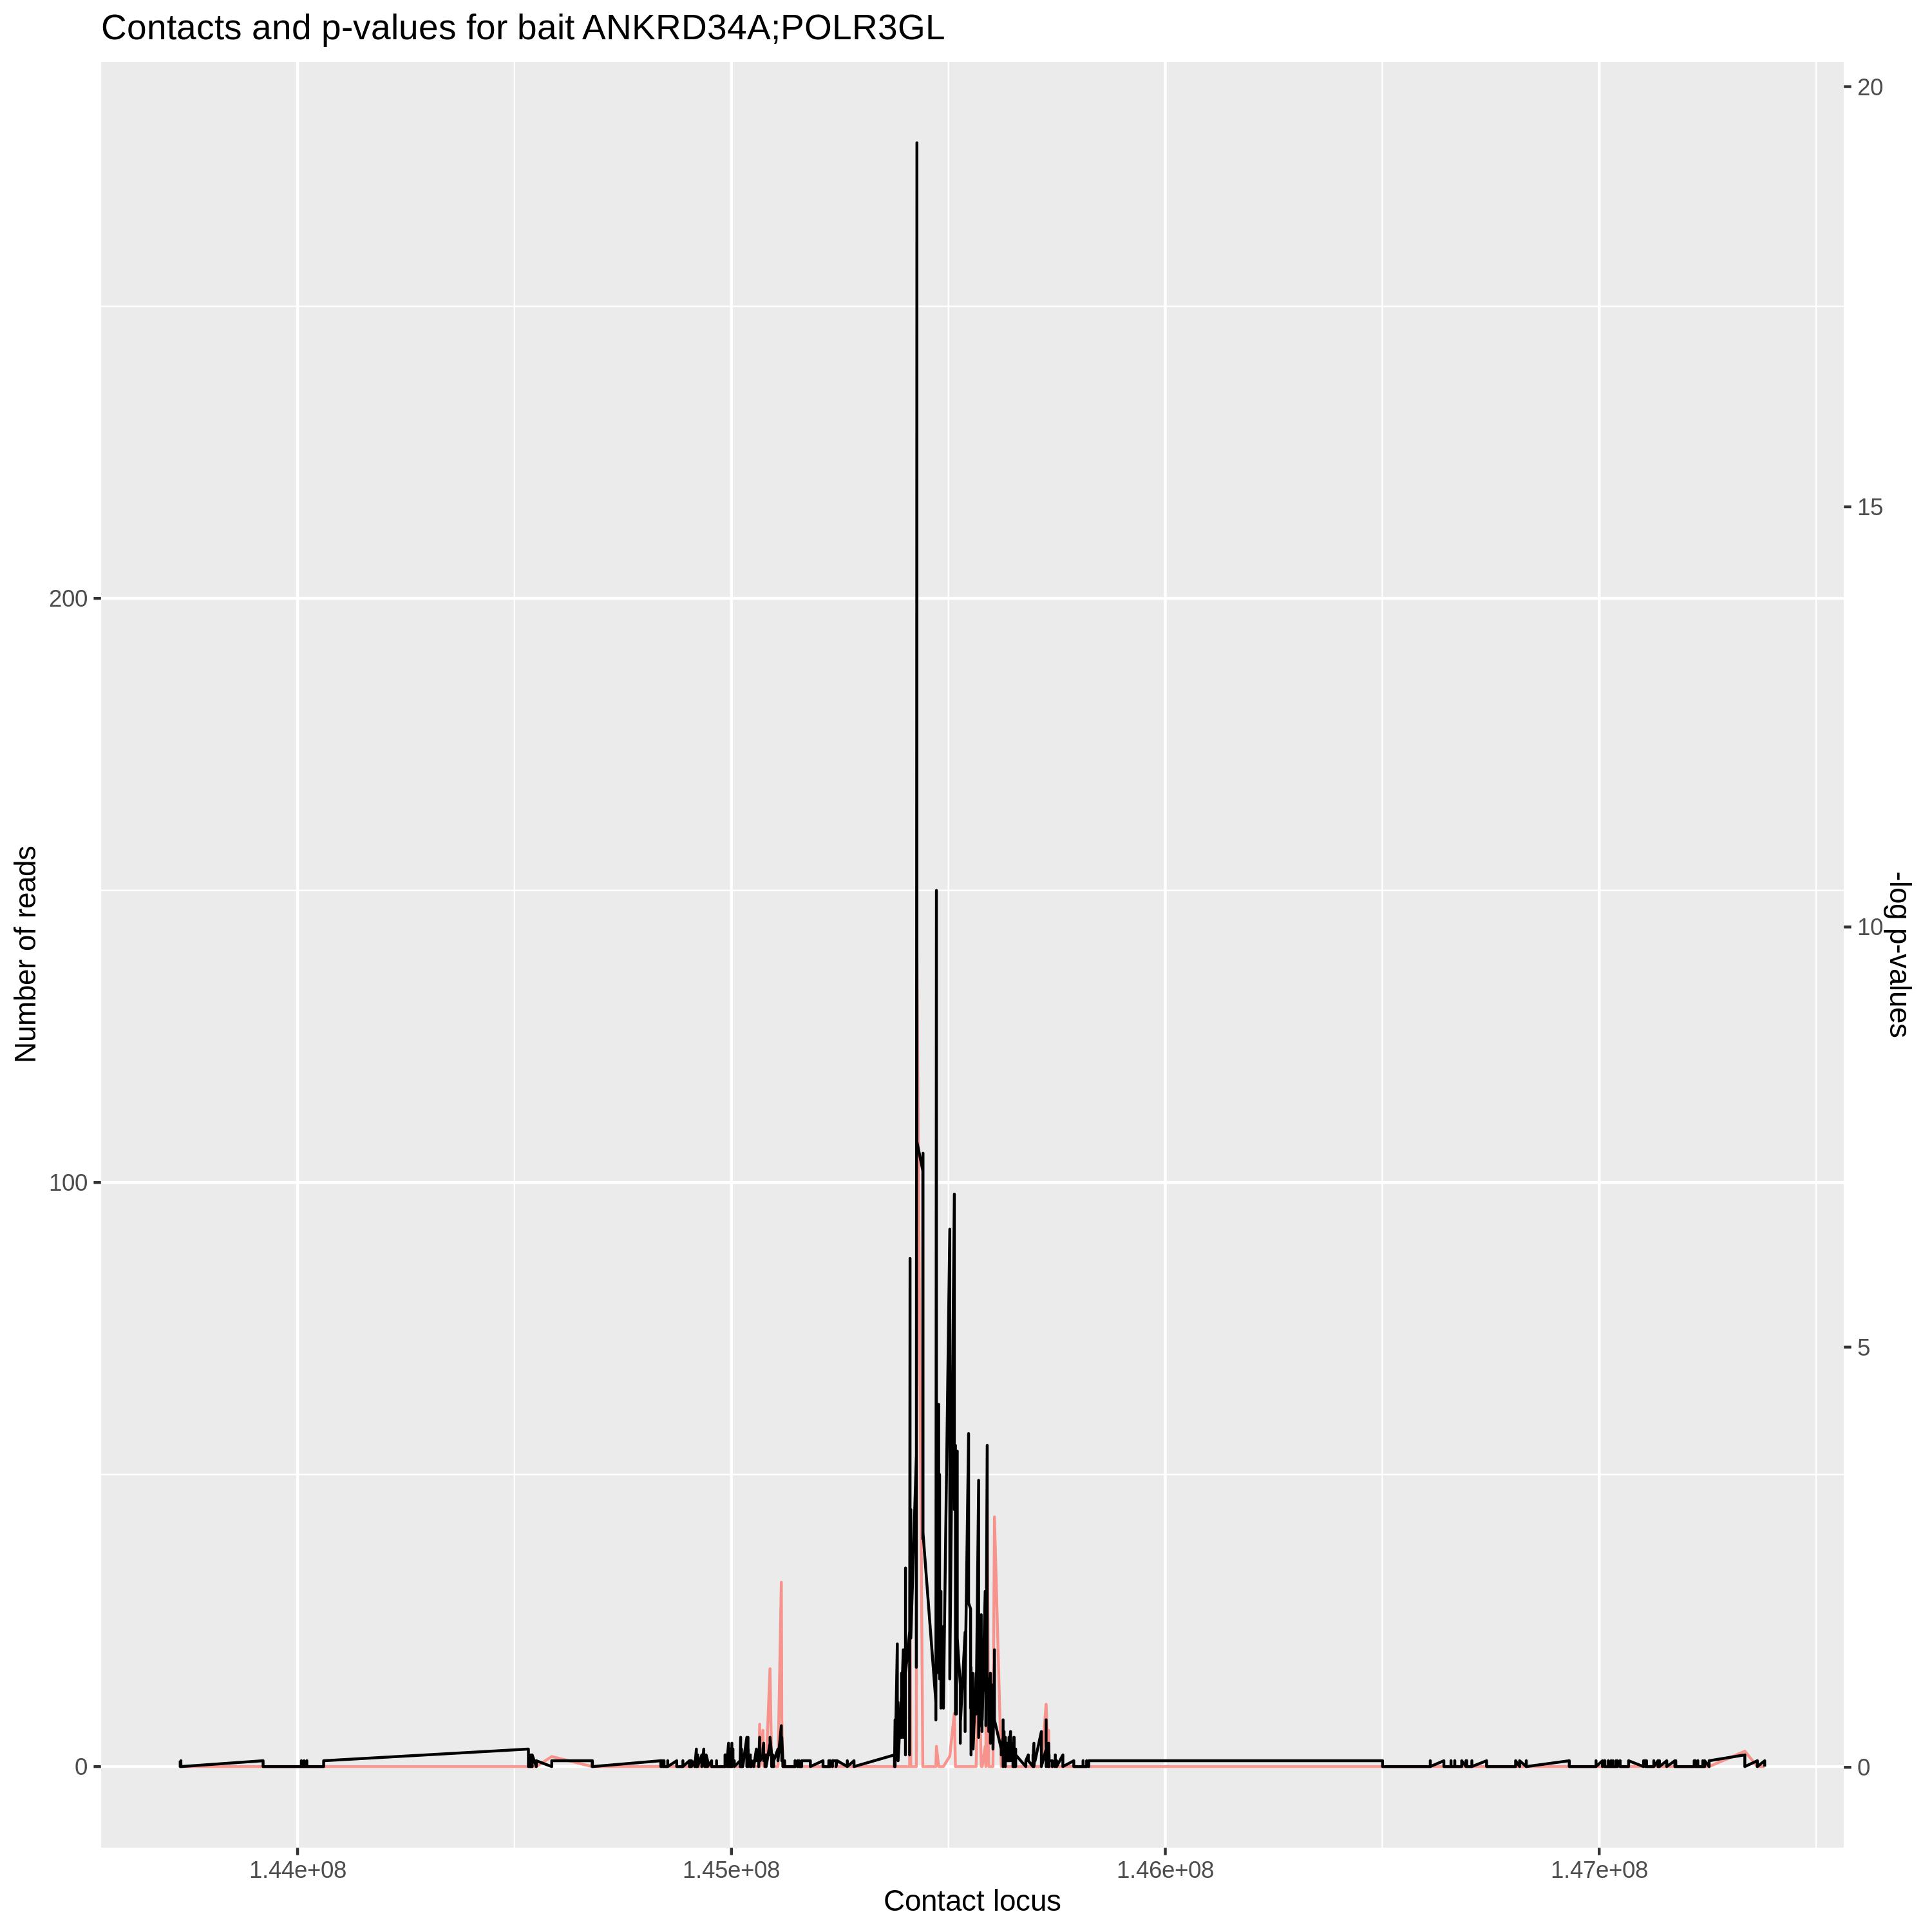 Contacts and p-values for bait ANKRD34A;POLR3GL
20
15
200
Number of reads
-log p-values
10
100
5
0
0
1.44e+08
1.45e+08
1.46e+08
1.47e+08
Contact locus